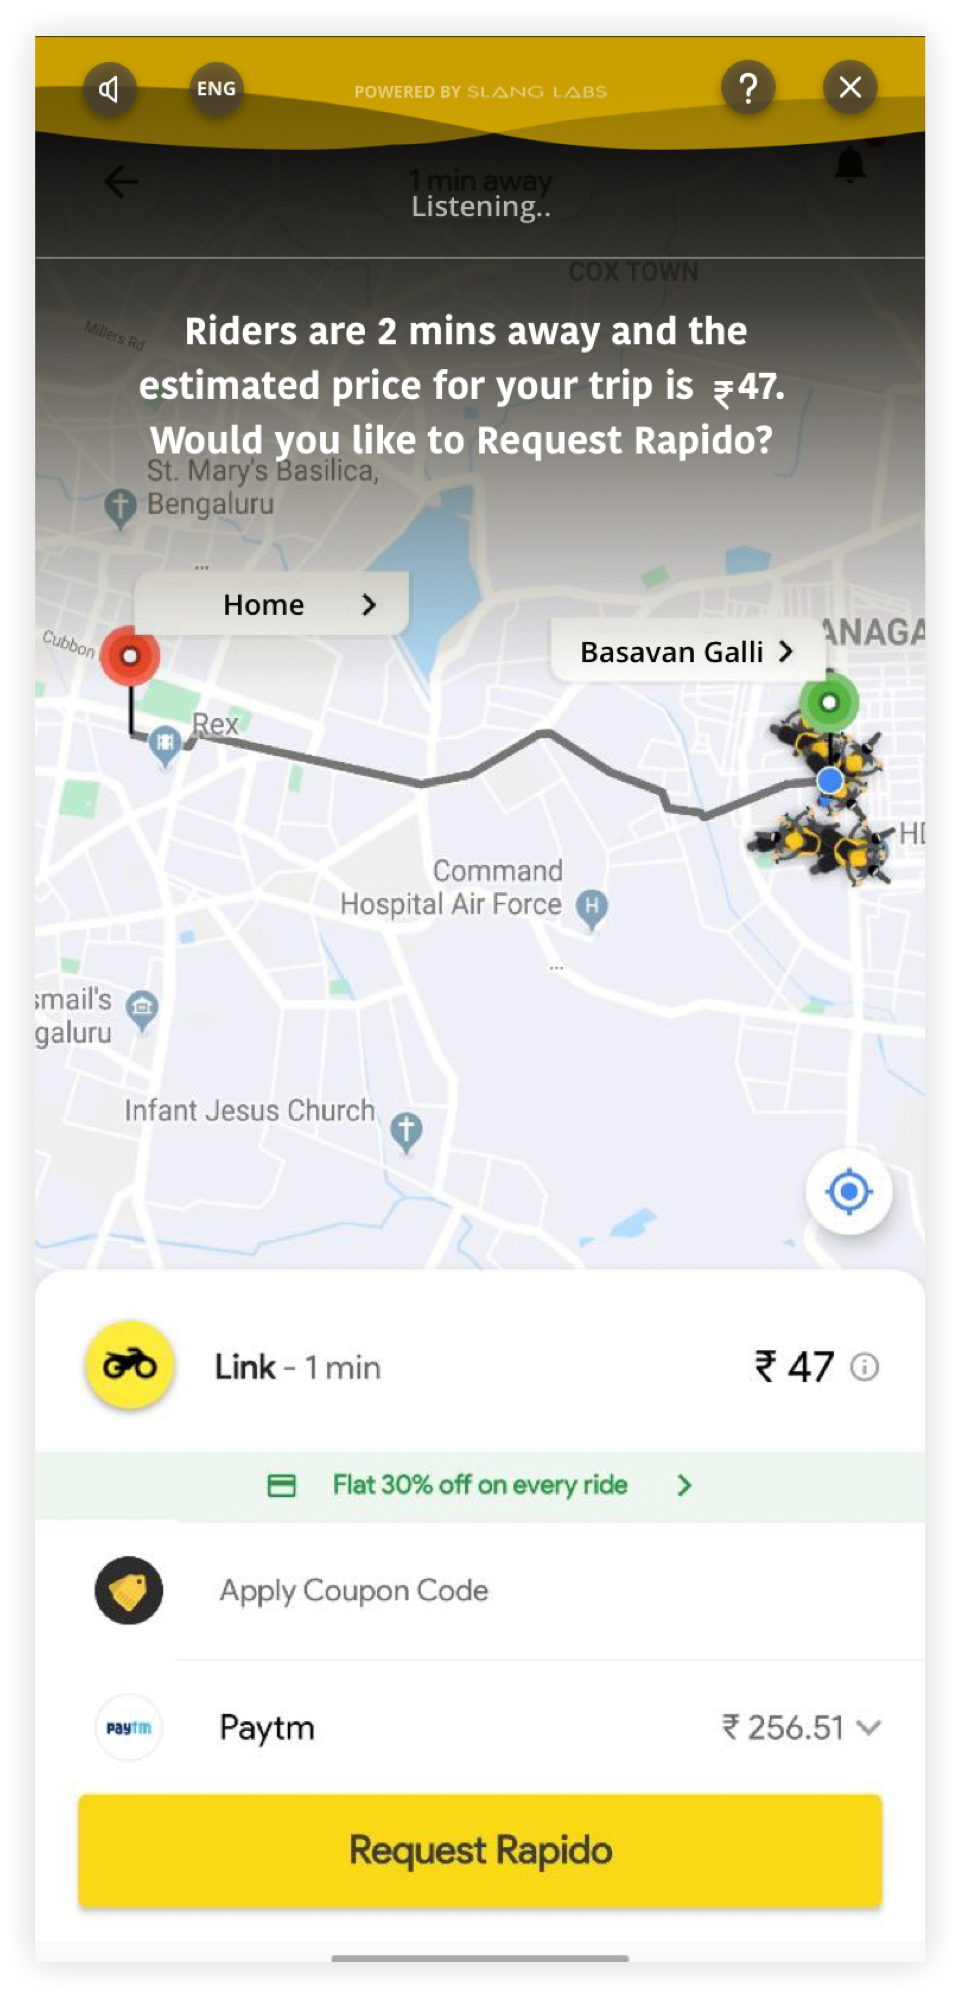 ENG
POWERED BY SLANG LABS
?
1 min away
Listening..
COX TOWN
Millers Rd
Riders are 2 mins away and the
estimated price for your trip is ₹47.
Would you like to Request Rapido?
St. Mary's Basilica,
Bengaluru
...
Home
Cubbon
Basavan Galli
ANAGA
Rex
HD
Command
Hospital Air Force
H
...
smail's
galuru
Infant Jesus Church
Link - 1 min
₹ 47
Flat 30% off on every ride
Apply Coupon Code
paytm
Paytm
₹ 256.51
Request Rapido